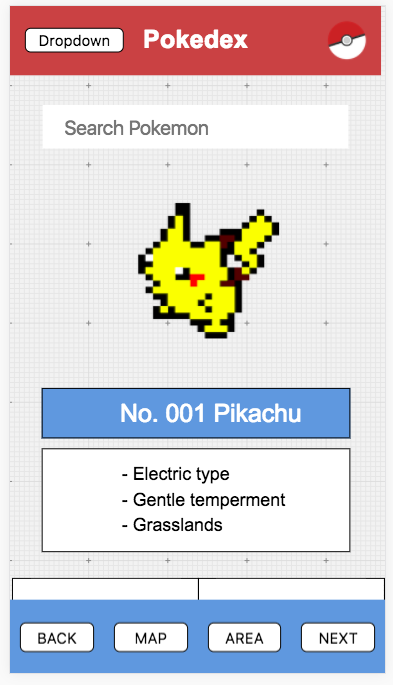 Dropdown Pokedex
Search Pokemon
No. 001 Pikachu
- Electric type
- Gentle temperment
- Grasslands
BACK MAP AREA NEXT